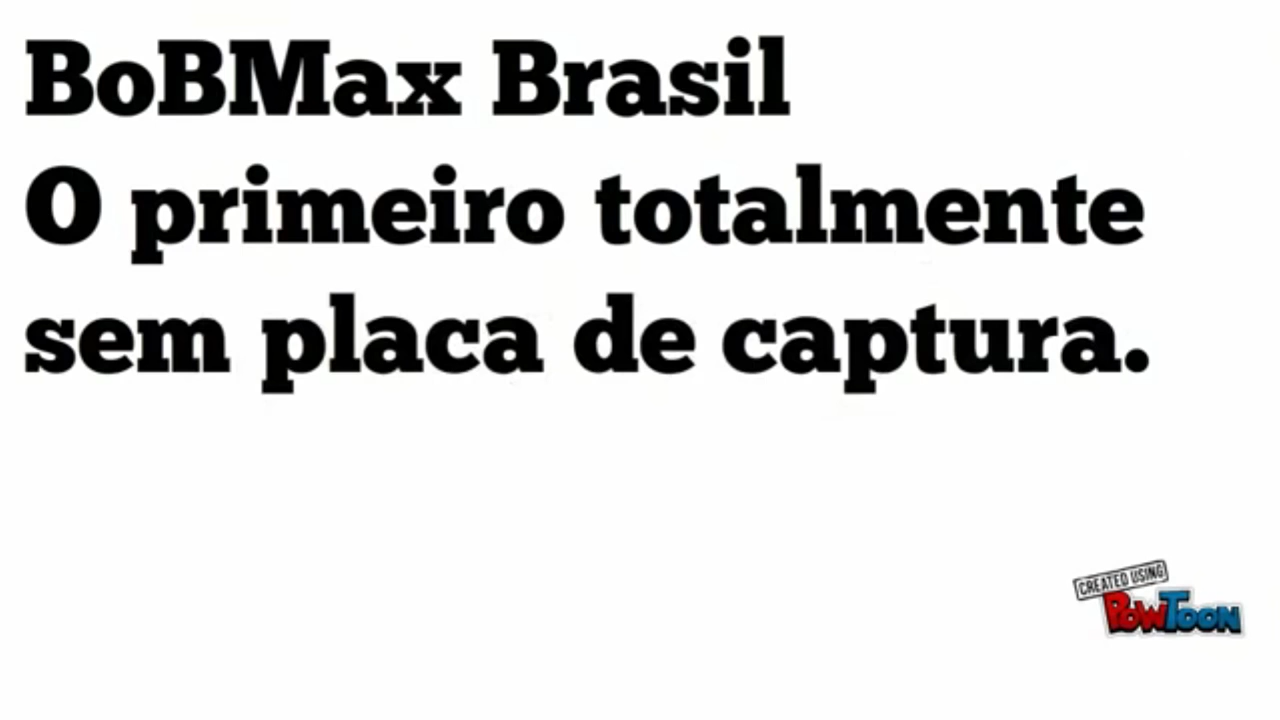 BoBMax Brasil
O primeiro totalmente
sem placa de captura.
CREATED USING
PowToon